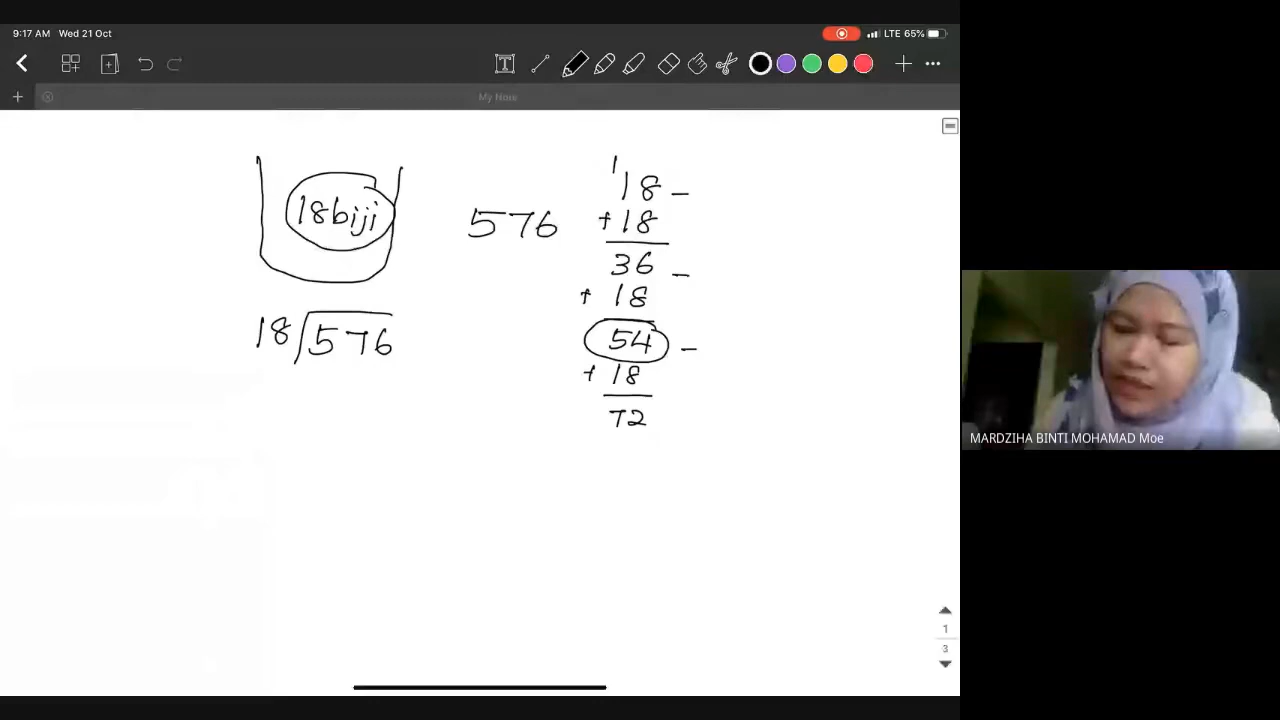 9:17 AM Wed 21 Oct
LTE 65%
T
My Note
18biji
18 576
576
1
18 –
+ 18
36 –
+ 18
54 –
+ 18
72
1
3
MARDZIHA BINTI MOHAMAD Moe